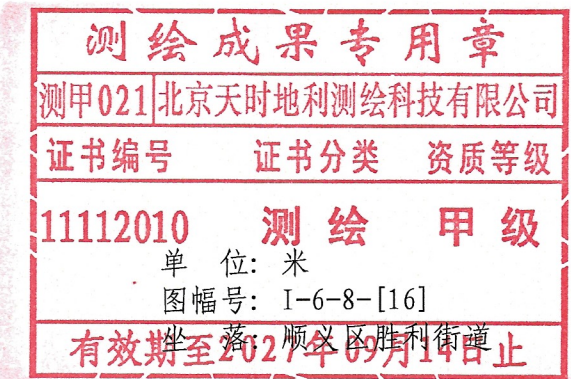 测绘成果专用章
测甲021 北京天时地利测绘科技有限公司
证书编号 证书分类 资质等级
11112010 测绘 甲级
单 位: 米
图幅号: I-6-8-[16]
坐 落: 顺义区胜利街道
有效期至2027年09月14日止